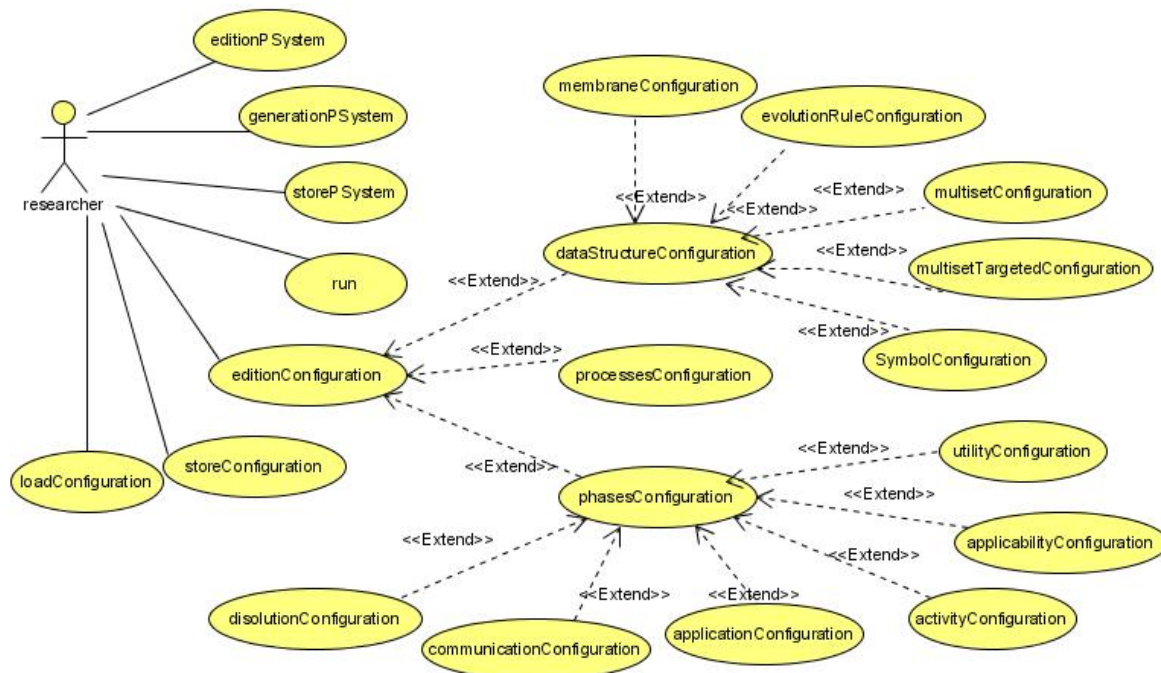 editionPSystem
membraneConfiguration
generationPSystem
evolutionRuleConfiguration
storePSystem
<<Extend>>
multisetConfiguration
researcher
<<Extend>>
<<Extend>>
dataStructureConfiguration
<<Extend>>
multisetTargetedConfiguration
run
<<Extend>>
<<Extend>>
SymbolConfiguration
<<Extend>>
editionConfiguration
processesConfiguration
utilityConfiguration
storeConfiguration
<<Extend>>
loadConfiguration
<<Extend>>
phasesConfiguration
<<Extend>>
<<Extend>>
applicabilityConfiguration
<<Extend>>
<<Extend>>
<<Extend>>
disolutionConfiguration
applicationConfiguration
activityConfiguration
communicationConfiguration